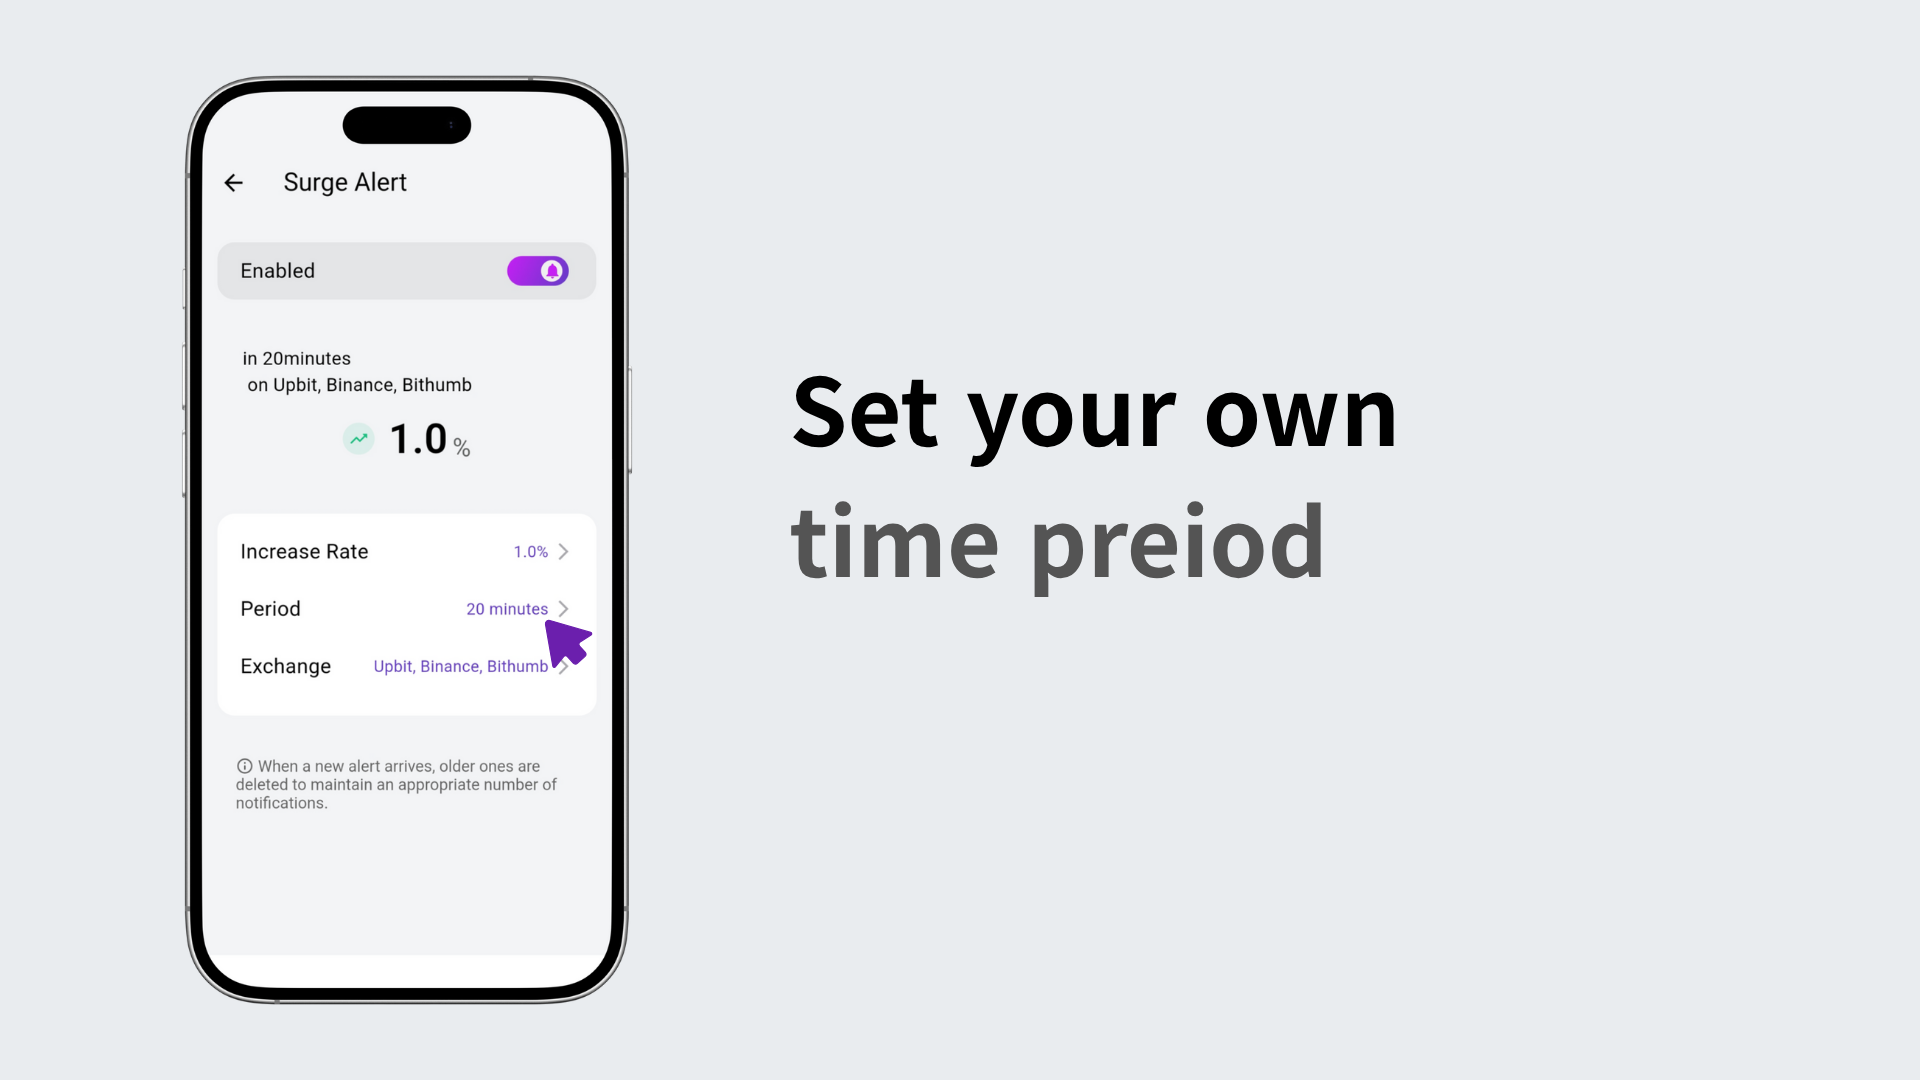 Surge Alert
Enabled
in 20minutes
on Upbit, Binance, Bithumb
1.0 %
Increase Rate 1.0%
Period 20 minutes
Exchange Upbit, Binance, Bithumb
When a new alert arrives, older ones are
deleted to maintain an appropriate number of
notifications.
Set your own
time preiod